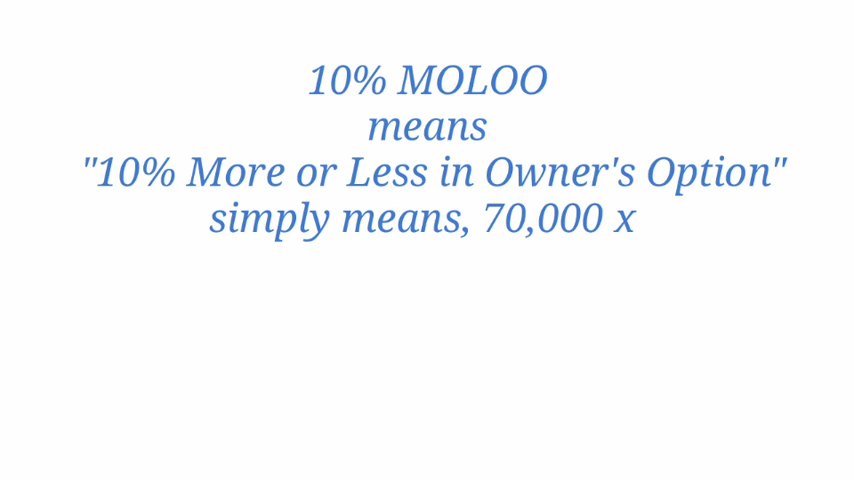 10% MOLOO
means
"10% More or Less in Owner's Option"
simply means, 70,000 x